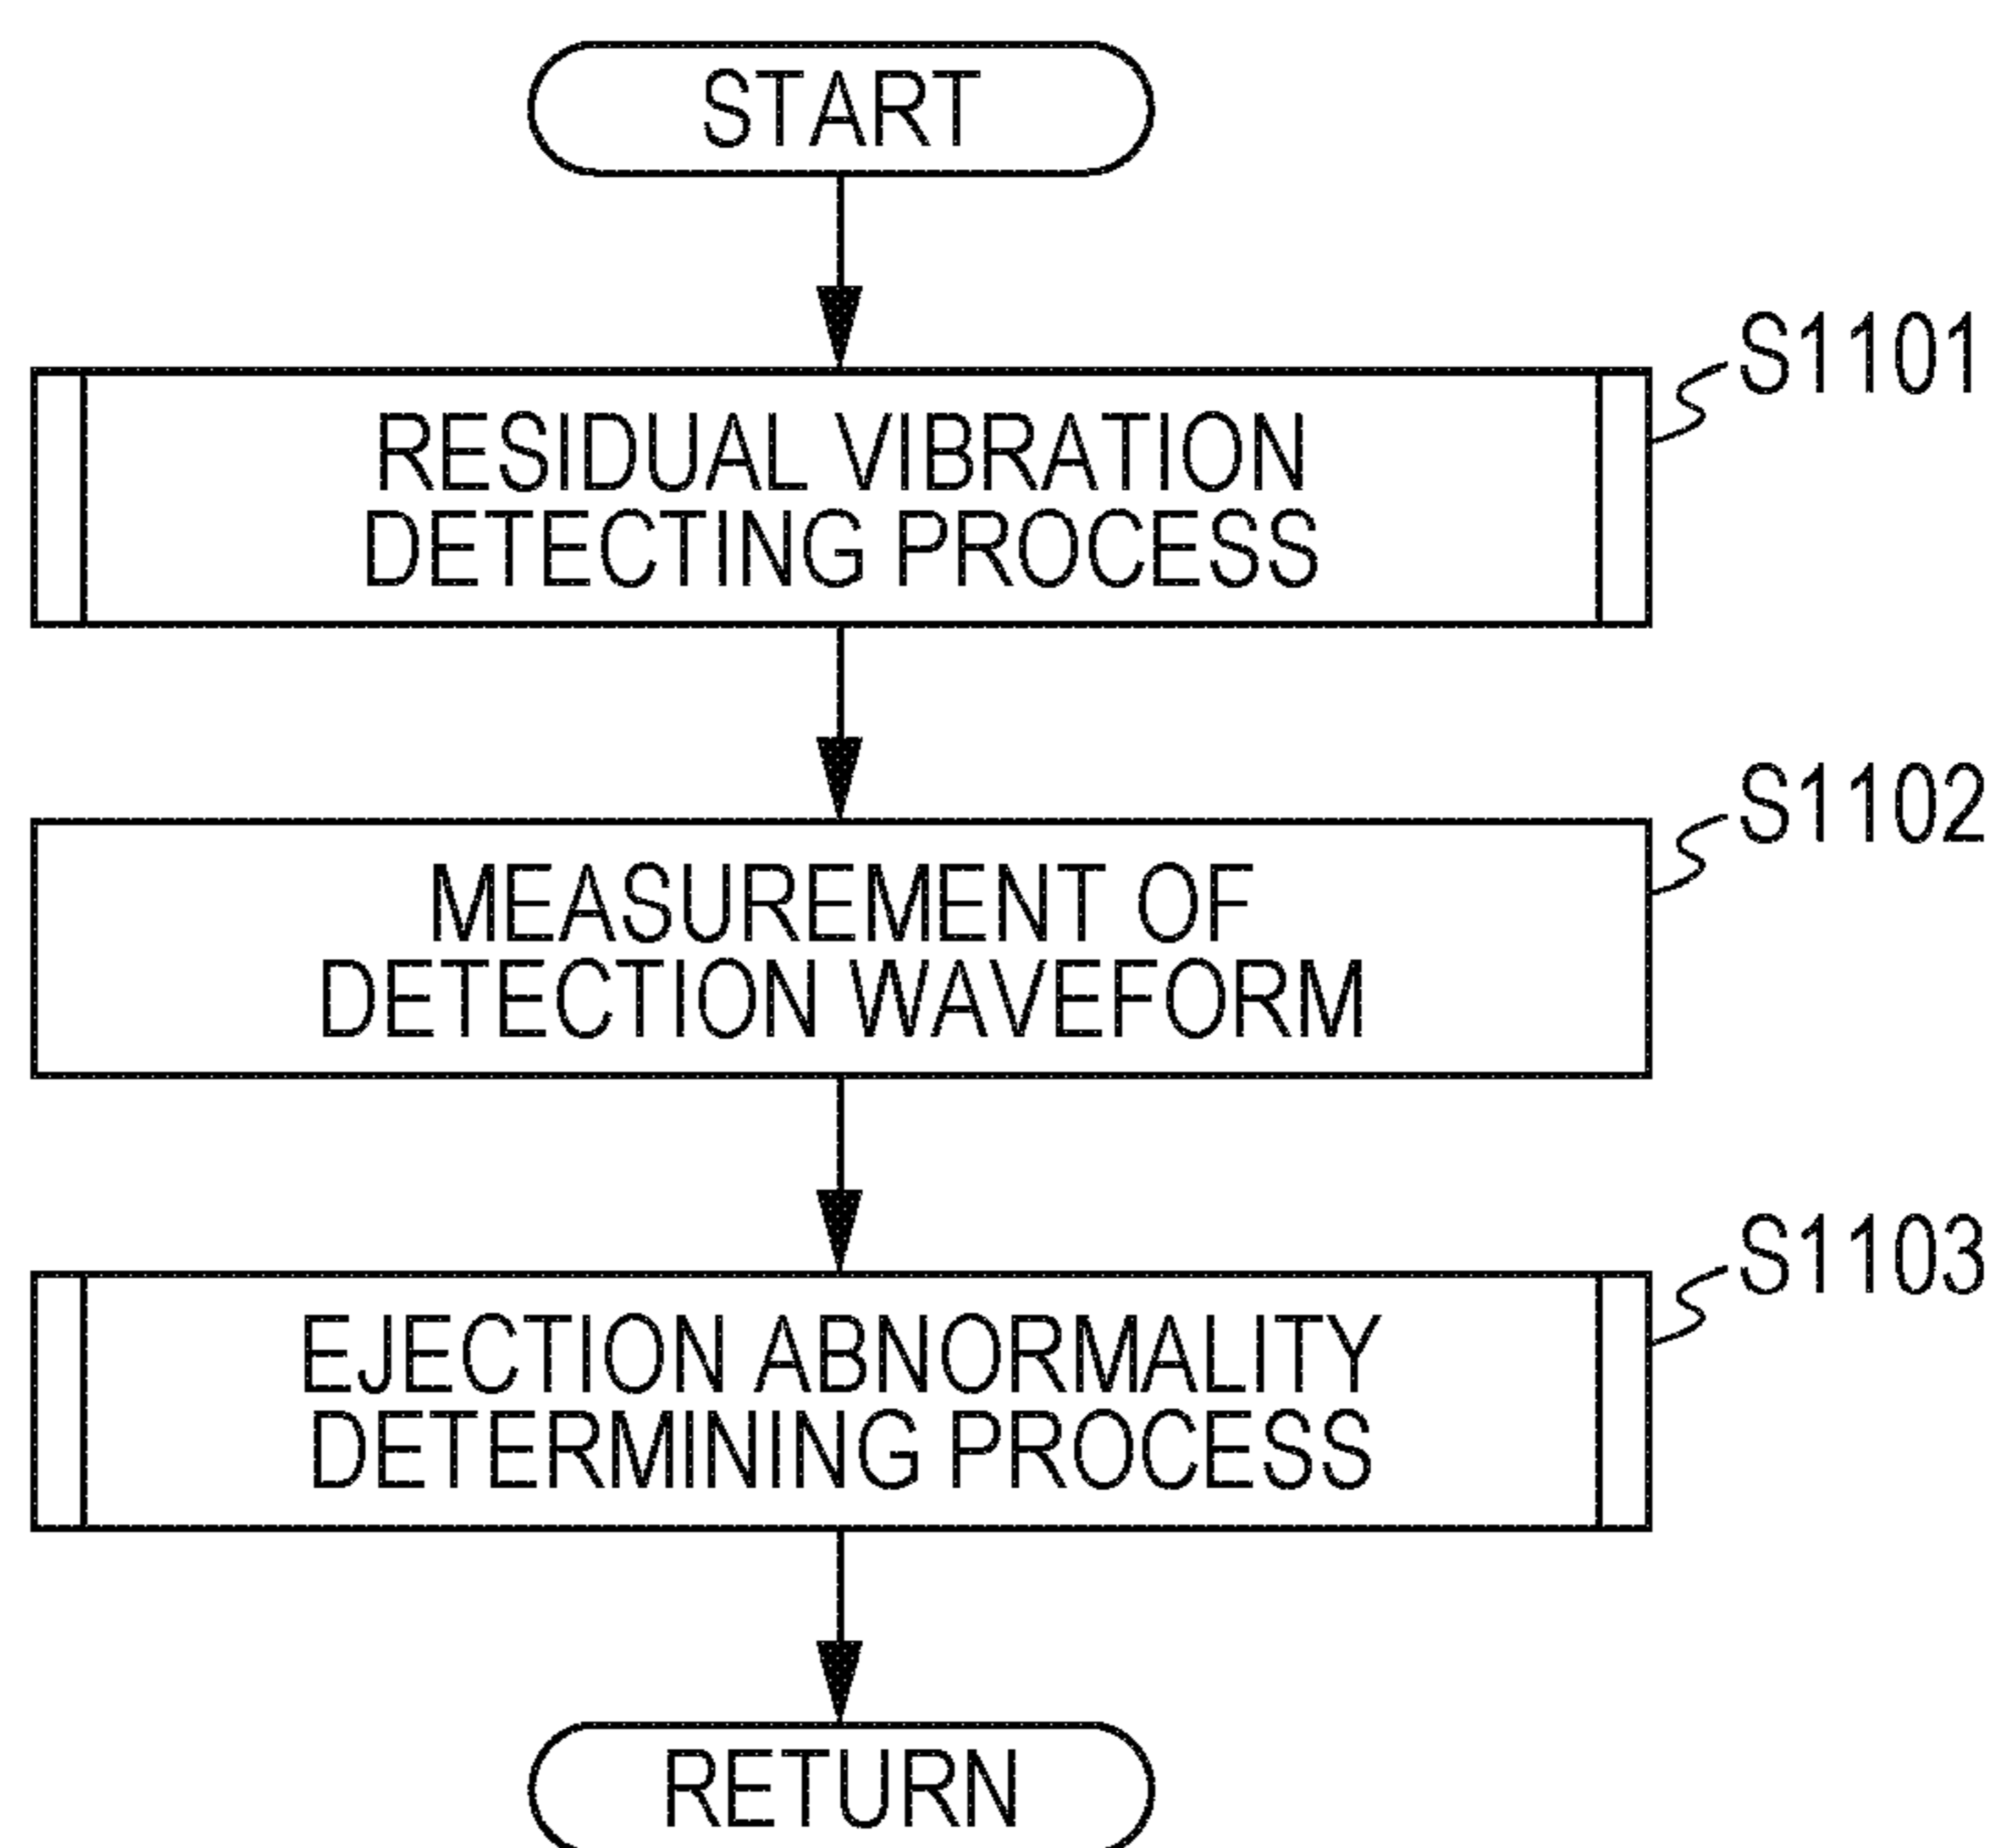 START
S1101
RESIDUAL VIBRATION
DETECTING PROCESS
S1102
MEASUREMENT OF
DETECTION WAVEFORM
S1103
EJECTION ABNORMALITY
DETERMINING PROCESS
RETURN